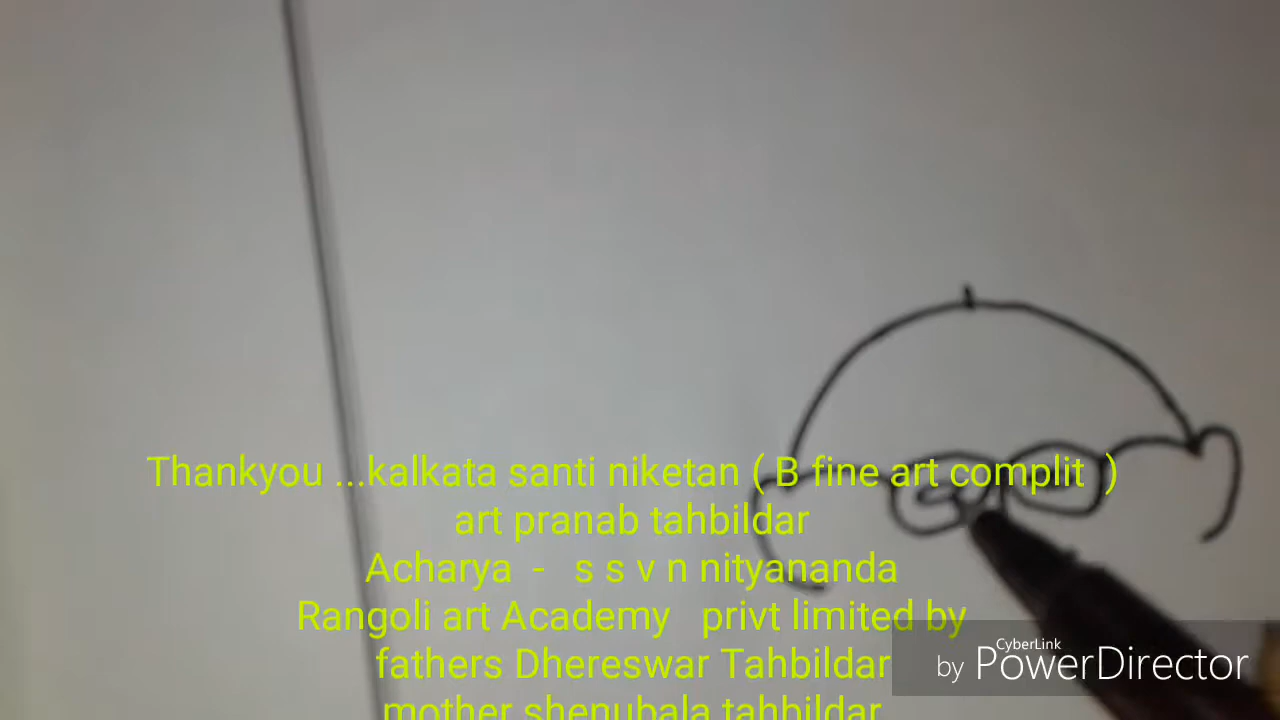 Thankyou ...kalkata santi niketan ( B fine art complit )
art pranab tahbildar
Acharya - s s v n nityananda
Rangoli art Academy privt limited by
fathers Dhereswar Tahbildar
mother shenubala tahbildar
CyberLink
by PowerDirector